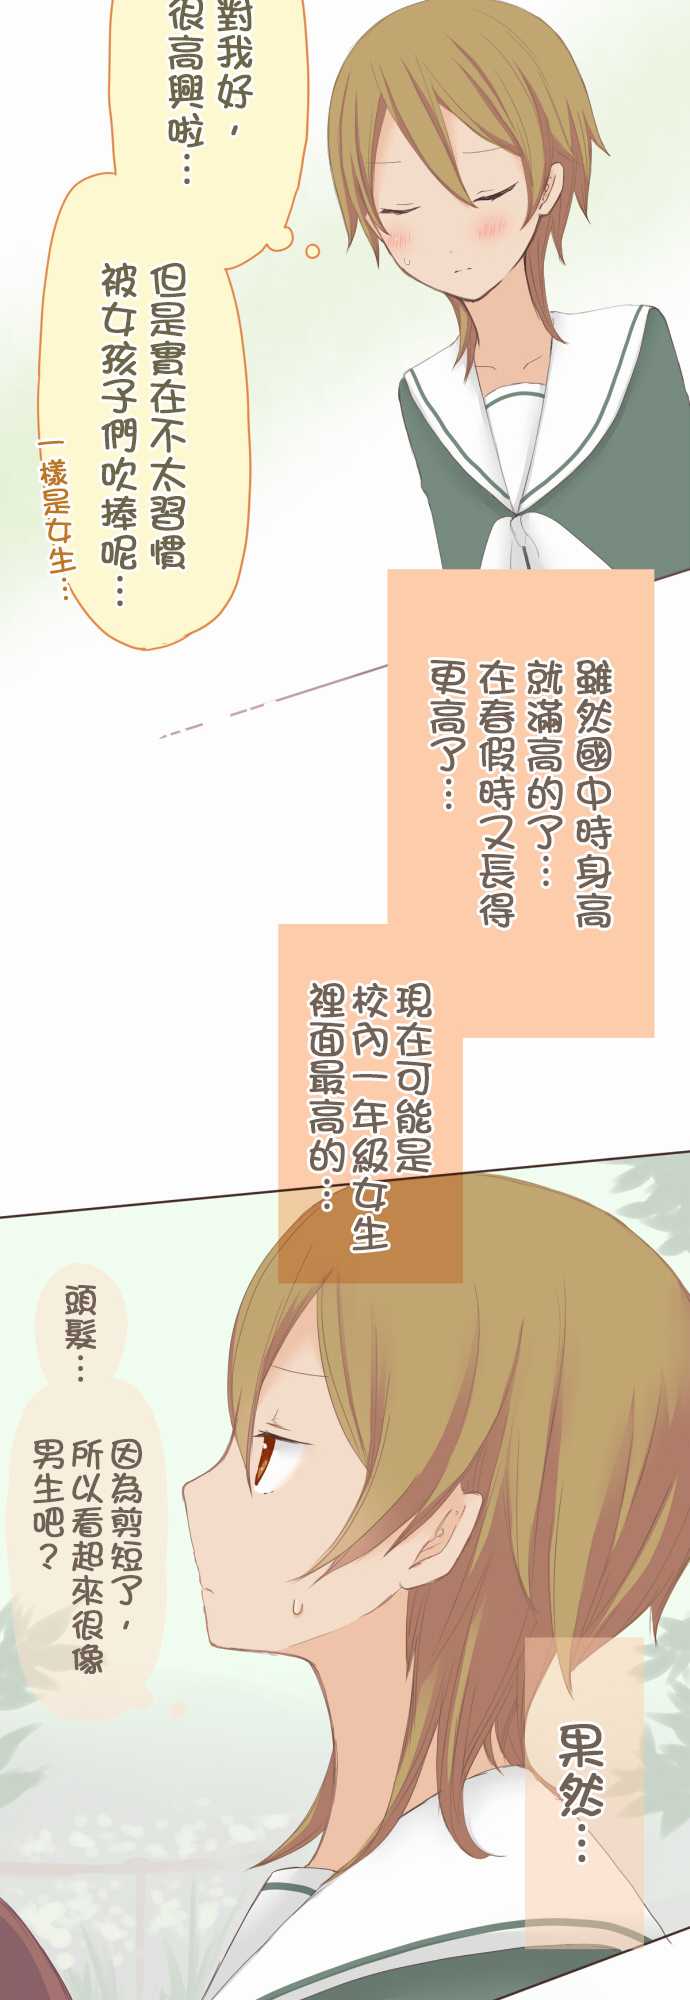 對我好，
很高興啦…
但是實在不太習慣
被女孩子們吹捧呢…
一樣是女生…
雖然國中時身高
就滿高的了…
在春假時又長得
更高了…
現在可能是
校內一年級女生
裡面最高的…
頭髮…
因為剪短了，
所以看起來很像
男生吧？
果然…